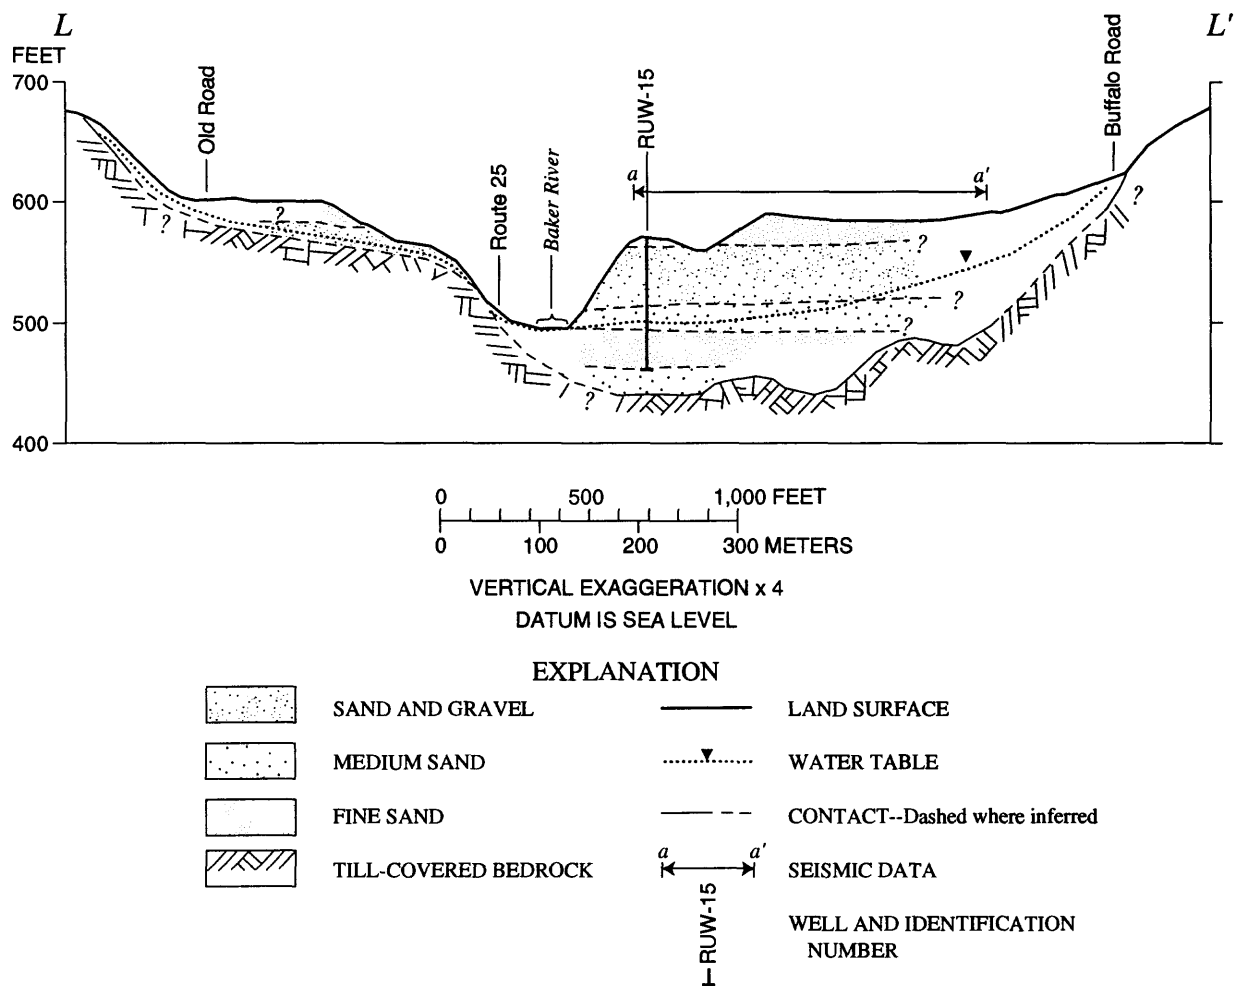 L
L'
FEET
700
600
500
400
Old Road
Route 25
Baker River
RUW-15
Buffalo Road
a
a'
?
?
?
?
?
?
?
?
0 500 1,000 FEET
0 100 200 300 METERS
VERTICAL EXAGGERATION x 4
DATUM IS SEA LEVEL
EXPLANATION
SAND AND GRAVEL
MEDIUM SAND
FINE SAND
TILL-COVERED BEDROCK
LAND SURFACE
WATER TABLE
CONTACT--Dashed where inferred
a a'
SEISMIC DATA
RUW-15
WELL AND IDENTIFICATION
NUMBER